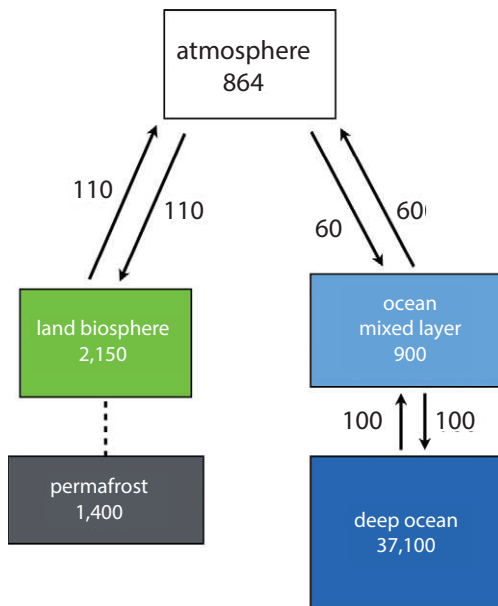 atmosphere
864
110
110
60
60
land biosphere
2,150
ocean
mixed layer
900
100
100
permafrost
1,400
deep ocean
37,100